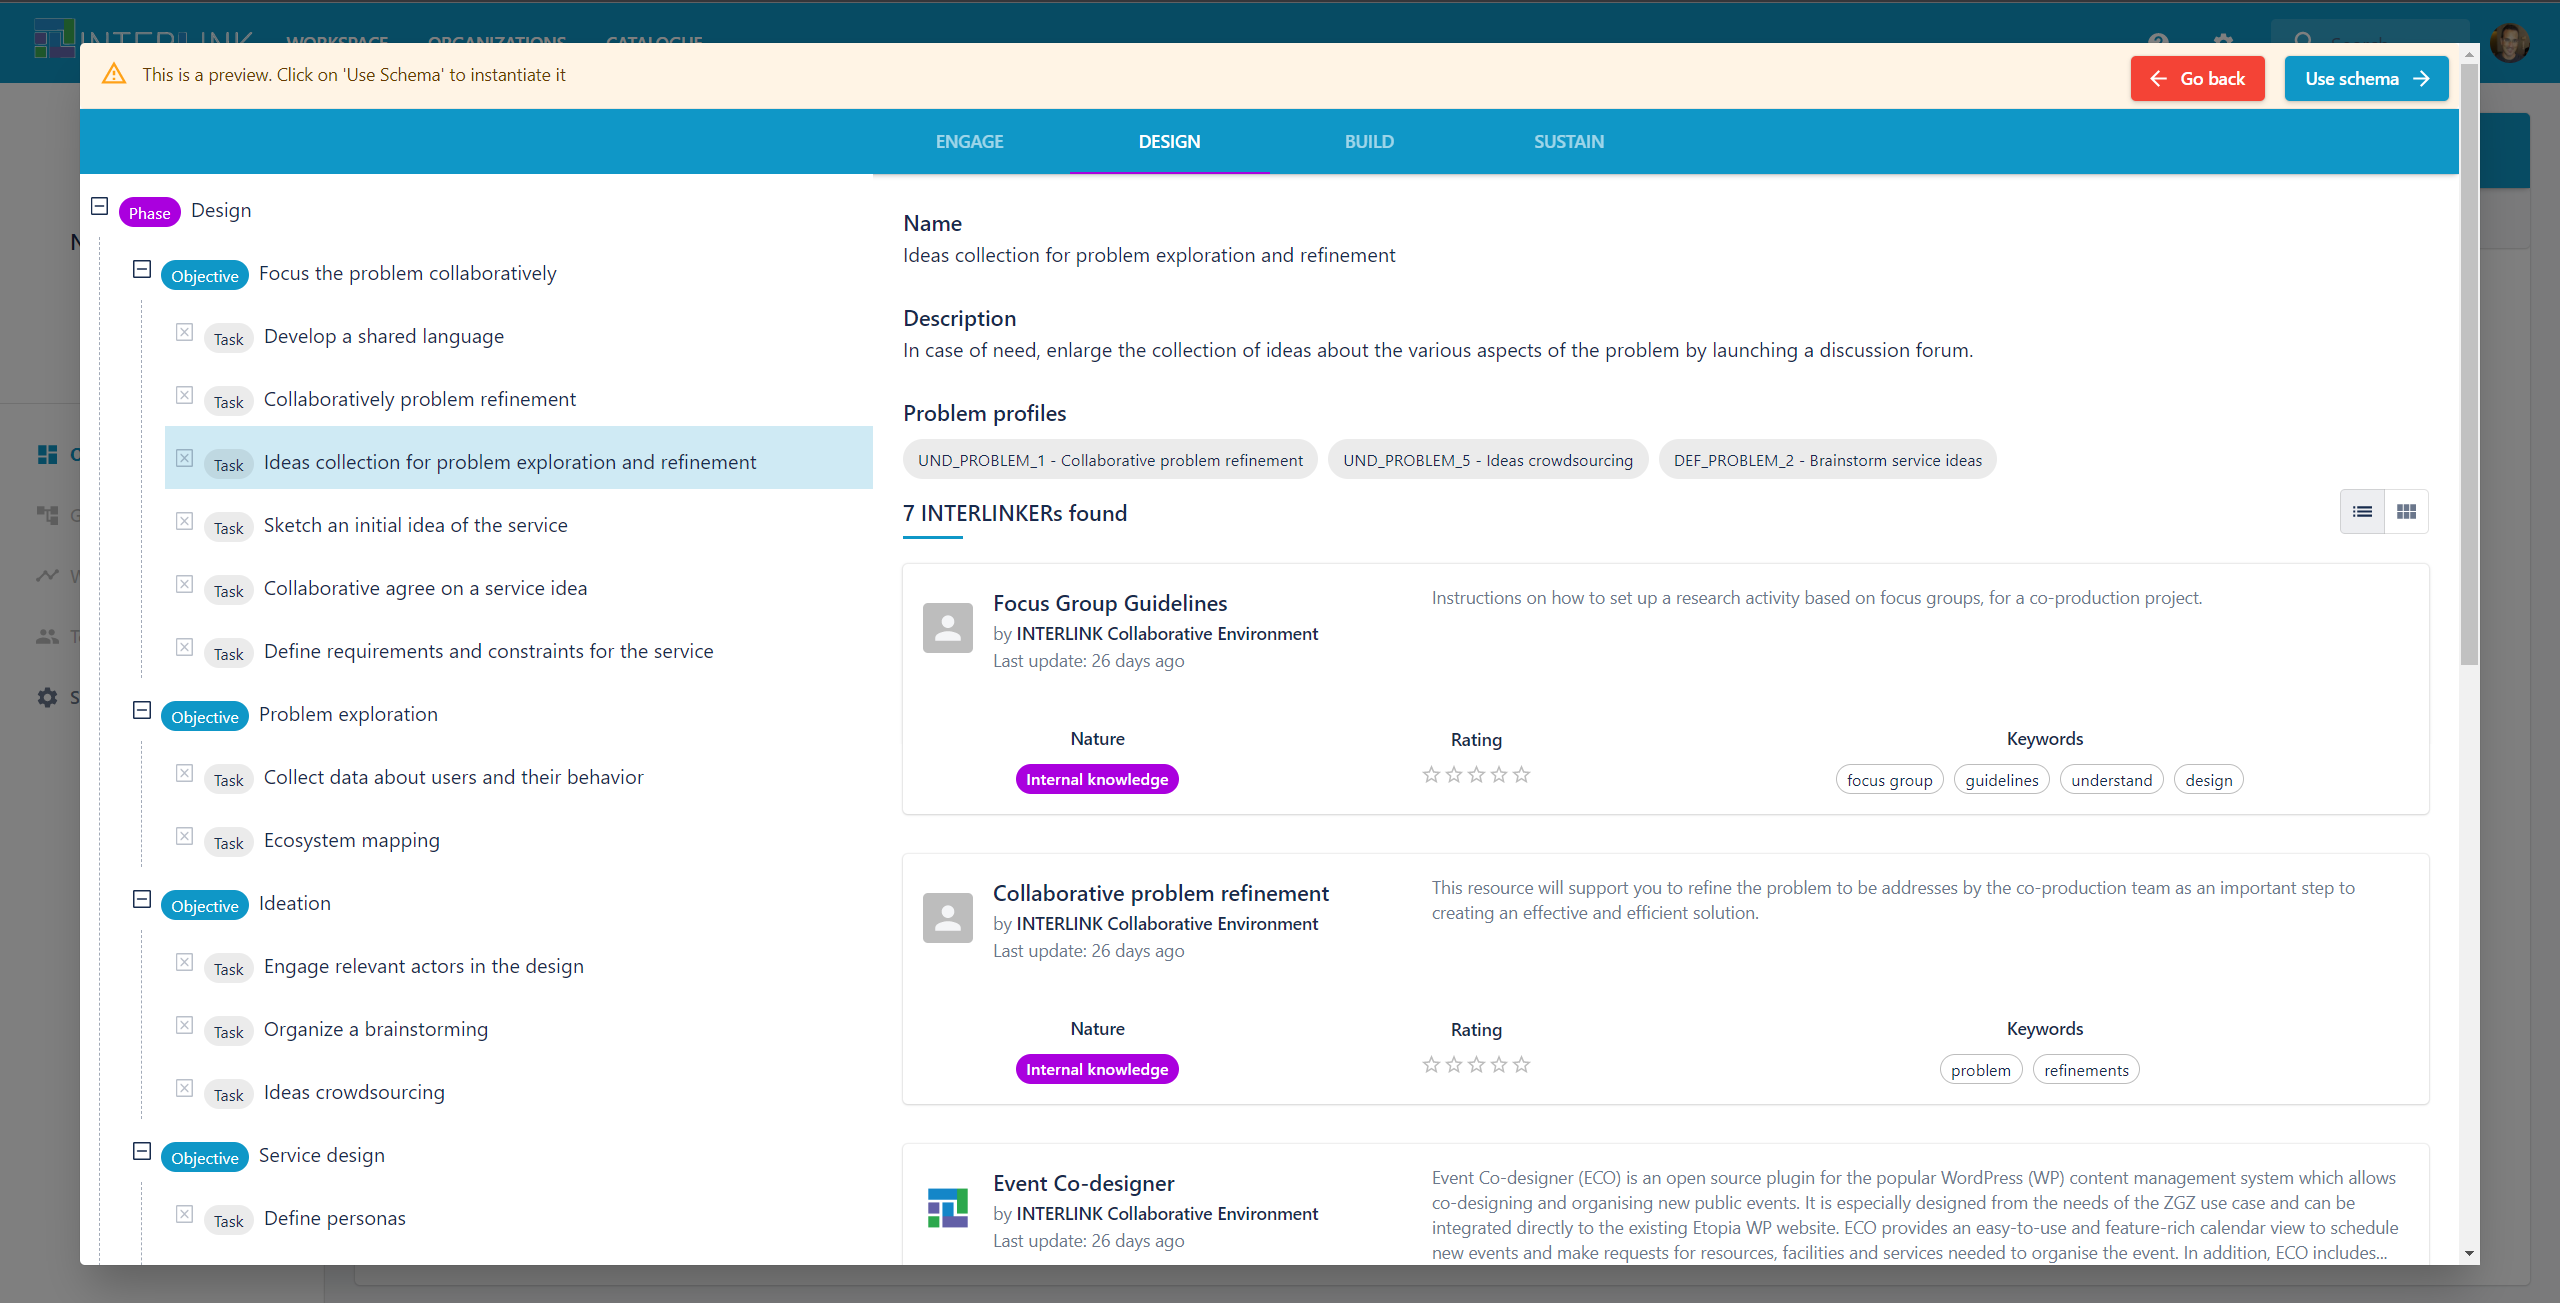 INTERLINK WORKSPACE ORGANIZATIONS CATALOGUE
This is a preview. Click on 'Use Schema' to instantiate it
Go back
Use schema
ENGAGE DESIGN BUILD SUSTAIN
Phase Design
Objective Focus the problem collaboratively
Task Develop a shared language
Task Collaboratively problem refinement
Task Ideas collection for problem exploration and refinement
Task Sketch an initial idea of the service
Task Collaborative agree on a service idea
Task Define requirements and constraints for the service
Objective Problem exploration
Task Collect data about users and their behavior
Task Ecosystem mapping
Objective Ideation
Task Engage relevant actors in the design
Task Organize a brainstorming
Task Ideas crowdsourcing
Objective Service design
Task Define personas
Name
Ideas collection for problem exploration and refinement
Description
In case of need, enlarge the collection of ideas about the various aspects of the problem by launching a discussion forum.
Problem profiles
UND_PROBLEM_1 - Collaborative problem refinement
UND_PROBLEM_5 - Ideas crowdsourcing
DEF_PROBLEM_2 - Brainstorm service ideas
7 INTERLINKERs found
Focus Group Guidelines
by INTERLINK Collaborative Environment
Last update: 26 days ago
Instructions on how to set up a research activity based on focus groups, for a co-production project.
Nature
Internal knowledge
Rating
Keywords
focus group guidelines understand design
Collaborative problem refinement
by INTERLINK Collaborative Environment
Last update: 26 days ago
This resource will support you to refine the problem to be addresses by the co-production team as an important step to
creating an effective and efficient solution.
Nature
Internal knowledge
Rating
Keywords
problem refinements
Event Co-designer
by INTERLINK Collaborative Environment
Last update: 26 days ago
Event Co-designer (ECO) is an open source plugin for the popular WordPress (WP) content management system which allows
co-designing and organising new public events. It is especially designed from the needs of the ZGZ use case and can be
integrated directly to the existing Etopia WP website. ECO provides an easy-to-use and feature-rich calendar view to schedule
new events and make requests for resources, facilities and services needed to organise the event. In addition, ECO includes...